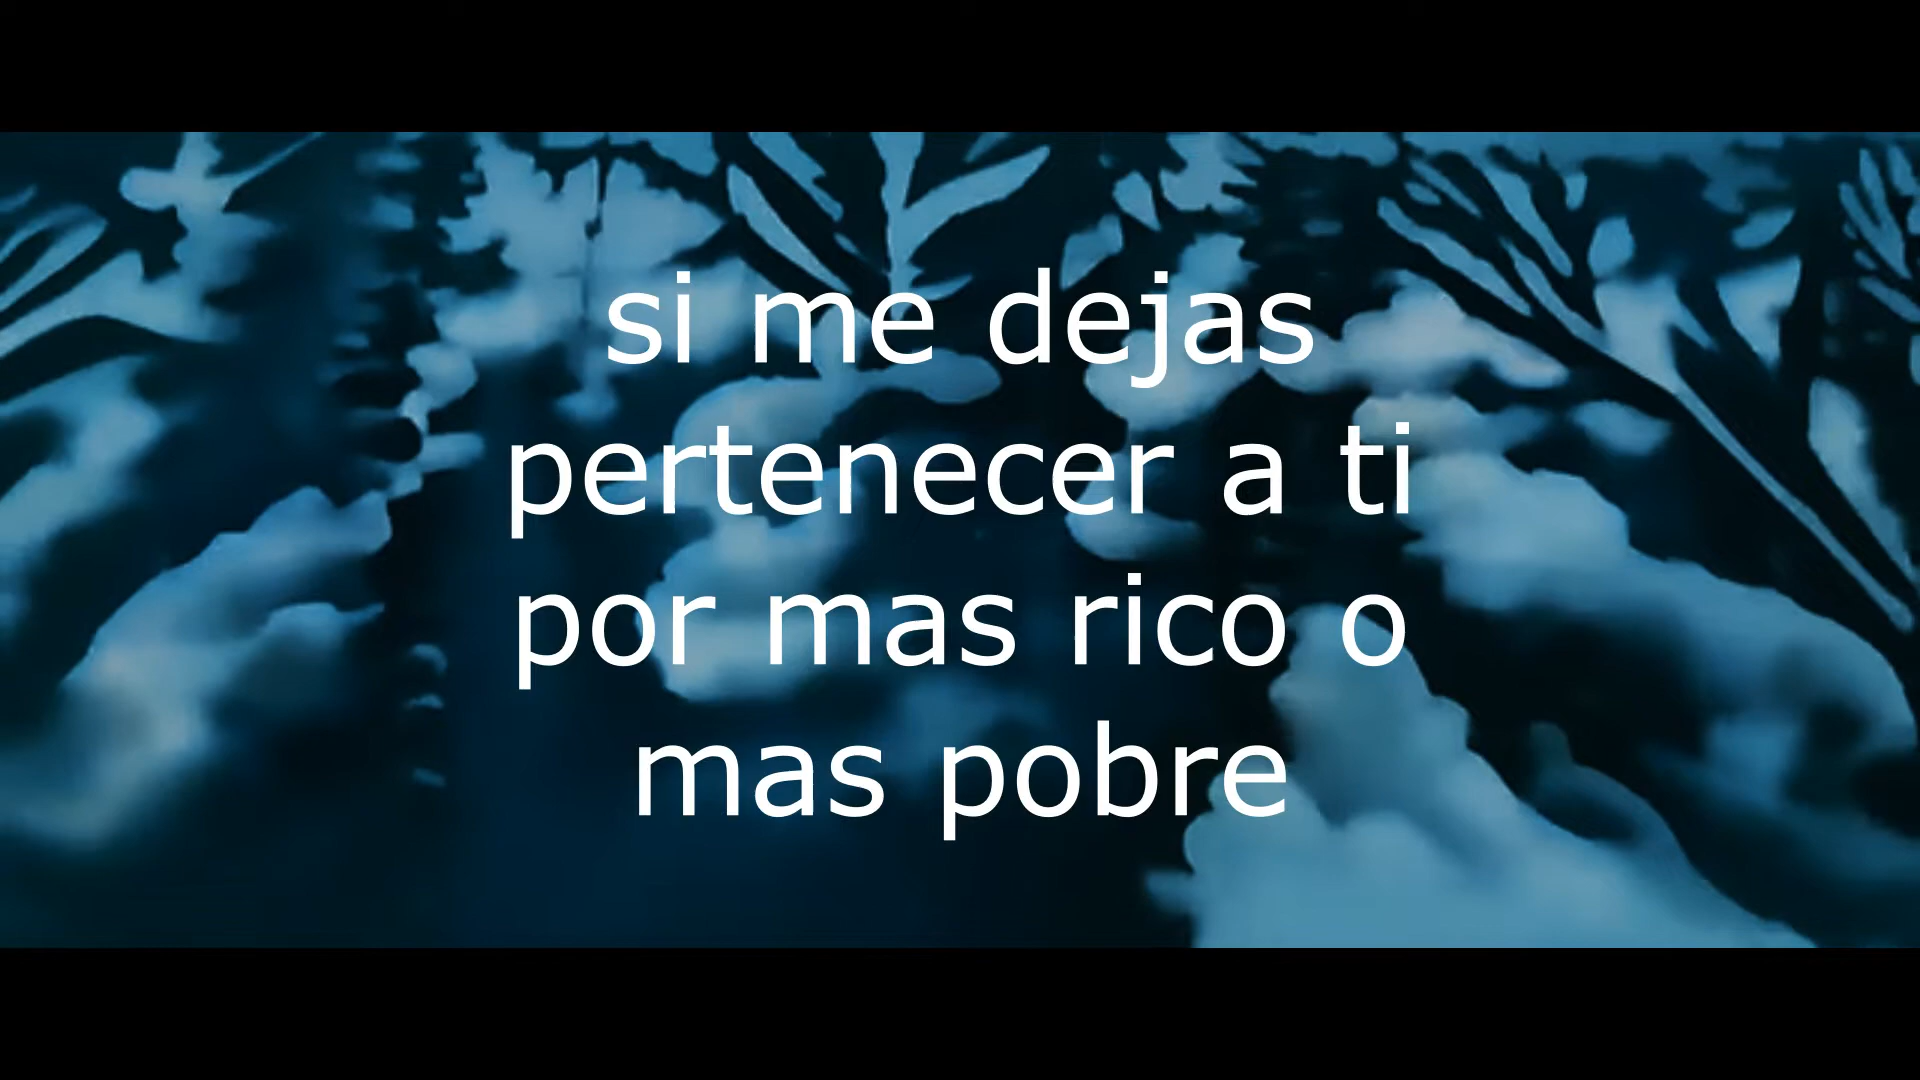 si me dejas
pertenecer a ti
por mas rico o
mas pobre